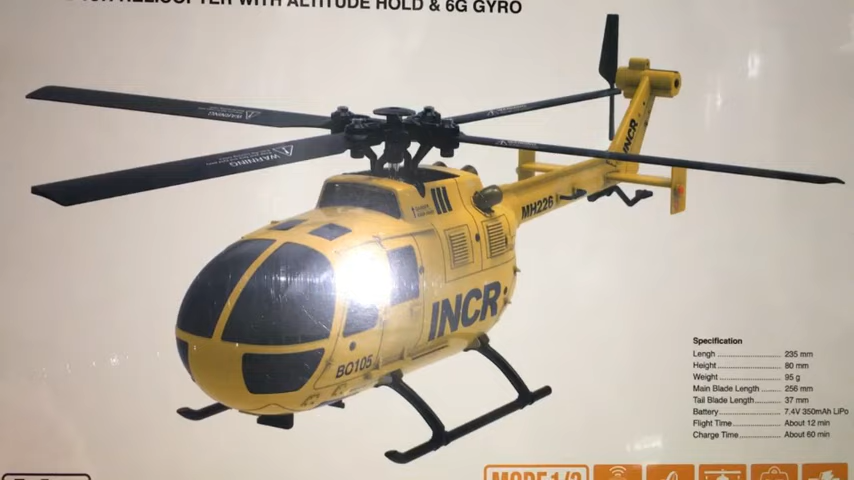 HELICOPTER WITH ALTITUDE HOLD & 6G GYRO
WARNING
WARNING
INCR
MH226
INCR
BO105
Specification
Lengh 235 mm
Height 80 mm
Weight 95 g
Main Blade Length 256 mm
Tail Blade Length 37 mm
Battery 7.4V 350mAh LiPo
Flight Time About 12 min
Charge Time About 60 min
MODE1/2